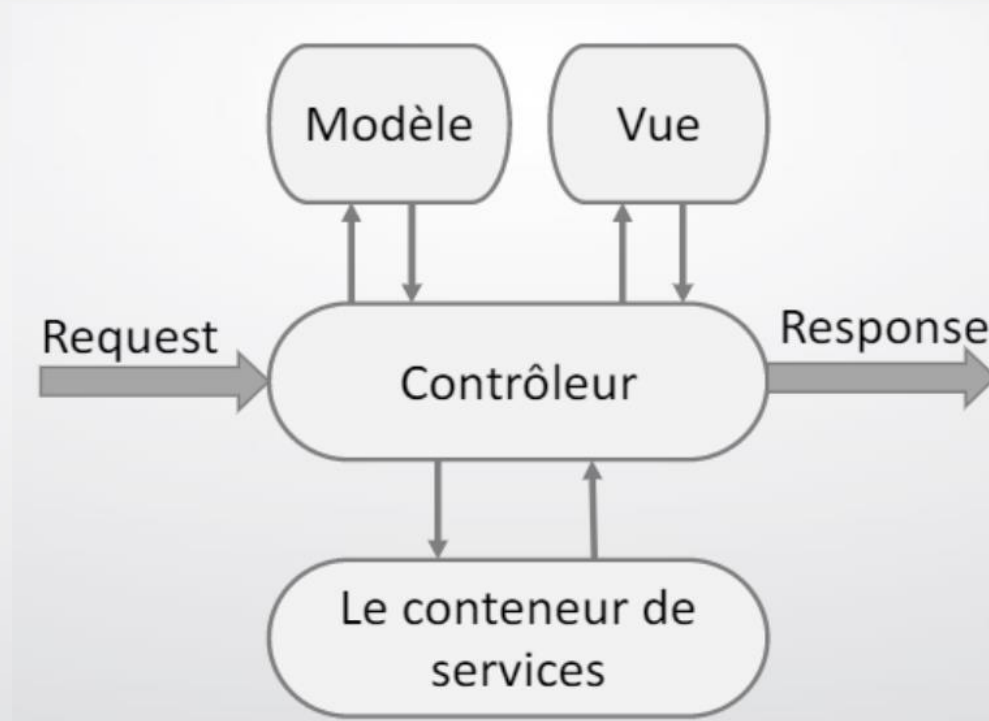 Modèle
Vue
Request
Response
Contrôleur
Le conteneur de
services